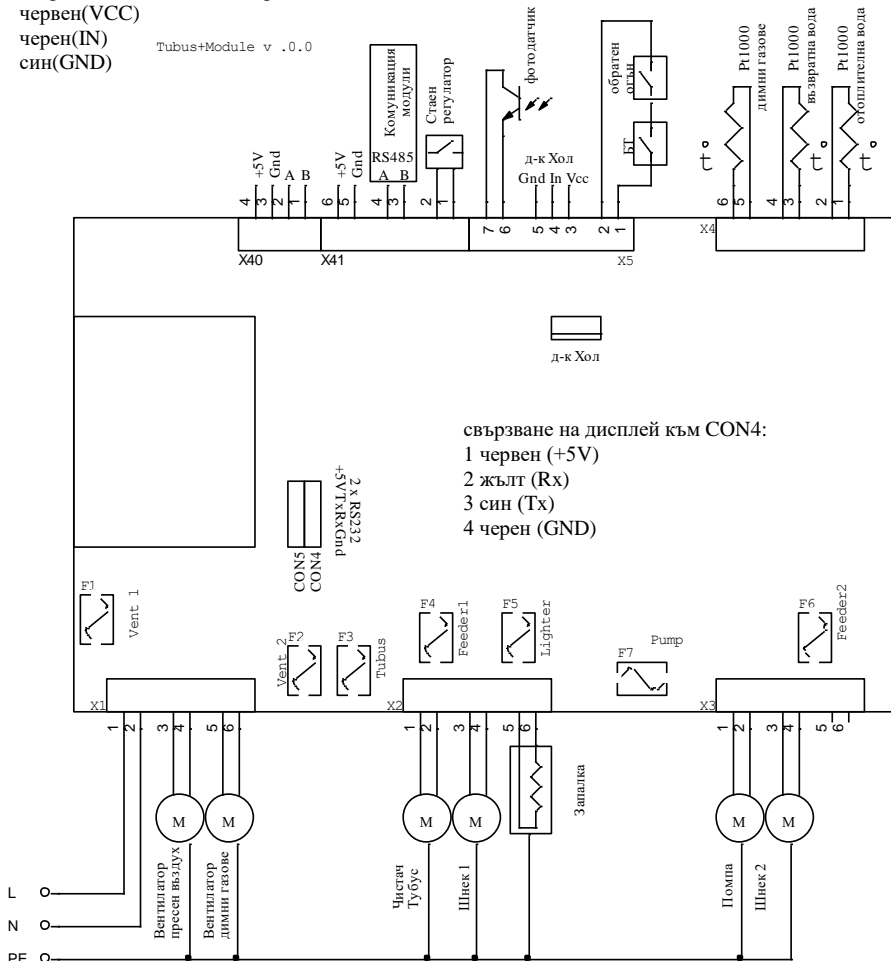 червен(VCC)
черен(IN)
син(GND)
Tubus+Module v .0.0
Комуникация
модули
RS485
A B
Стаен
регулатор
фотодатчик
обратен
огън
БТ
Pt1000
димни газове
Pt1000
възвратна вода
Pt1000
отоплителна вода
t°
t°
t°
+5V
Gnd
A B
+5V
Gnd
д-к Хол
Gnd In Vcc
4 3 2 1
6 5 4 3 2 1
7 6 5 4 3 2 1
6 5 4 3 2 1
X40
X41
X5
X4
д-к Хол
свързване на дисплей към CON4:
1 червен (+5V)
2 жълт (Rx)
3 син (Tx)
4 черен (GND)
2 x RS232
+5VTxRxGnd
CON5
CON4
F1
Vent 1
F2
Vent 2
F3
Tubus
F4
Feeder1
F5
Lighter
F7
Pump
F6
Feeder2
X1
X2
X3
1 2 3 4 5 6
1 2 3 4 5 6
1 2 3 4 5 6
M
M
M
M
M
M
Вентилатор
пресен въздух
Вентилатор
димни газове
Чистач
Тубус
Шнек 1
Запалка
Помпа
Шнек 2
L
N
PE